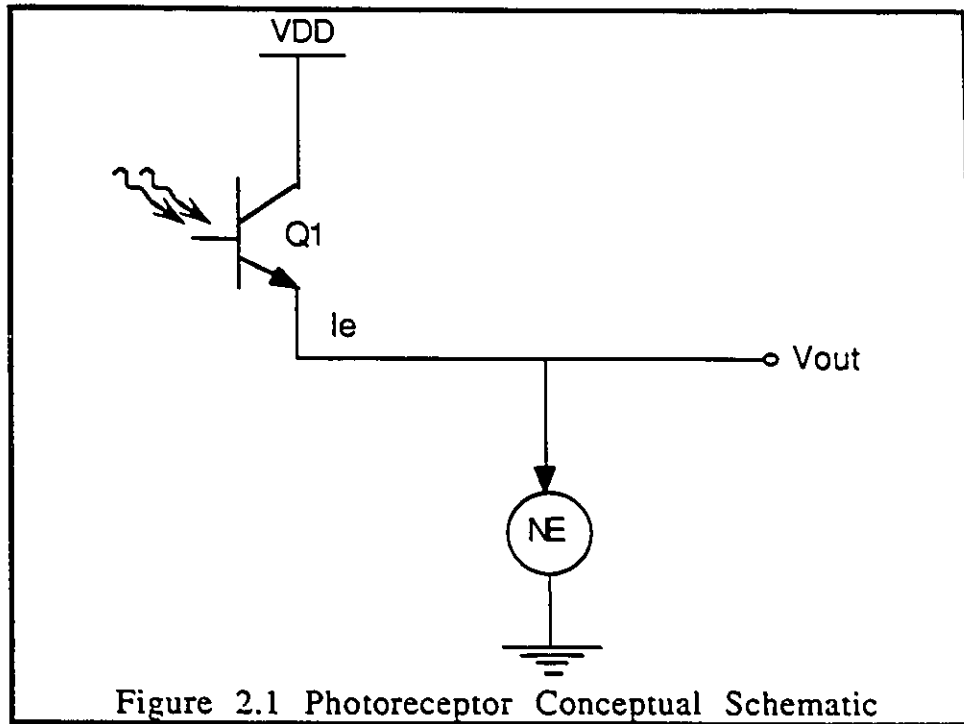 VDD
Q1
Ie
Vout
NE
Figure 2.1 Photoreceptor Conceptual Schematic